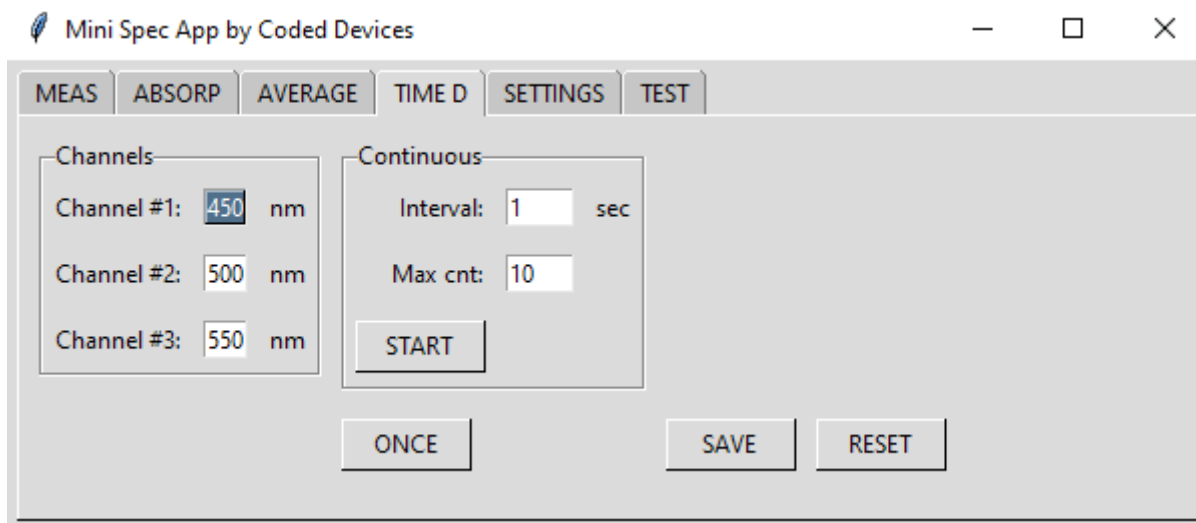 Mini Spec App by Coded Devices
MEAS ABSORP AVERAGE TIME D SETTINGS TEST
Channels
Channel #1: 450 nm
Channel #2: 500 nm
Channel #3: 550 nm
Continuous
Interval: 1 sec
Max cnt: 10
START
ONCE SAVE RESET